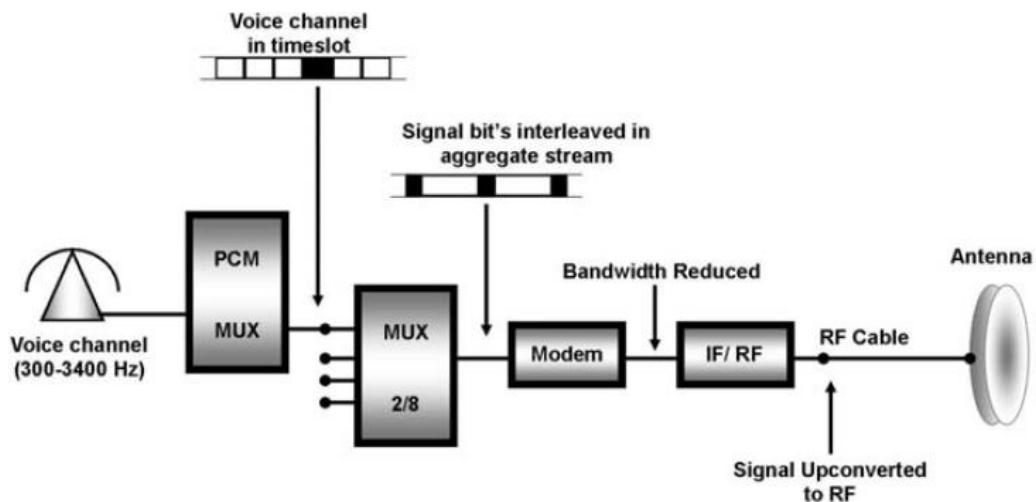 Voice channel
in timeslot
Signal bit's interleaved in
aggregate stream
PCM
MUX
Voice channel
(300-3400 Hz)
MUX
2/8
Modem
Bandwidth Reduced
IF/ RF
RF Cable
Antenna
Signal Upconverted
to RF